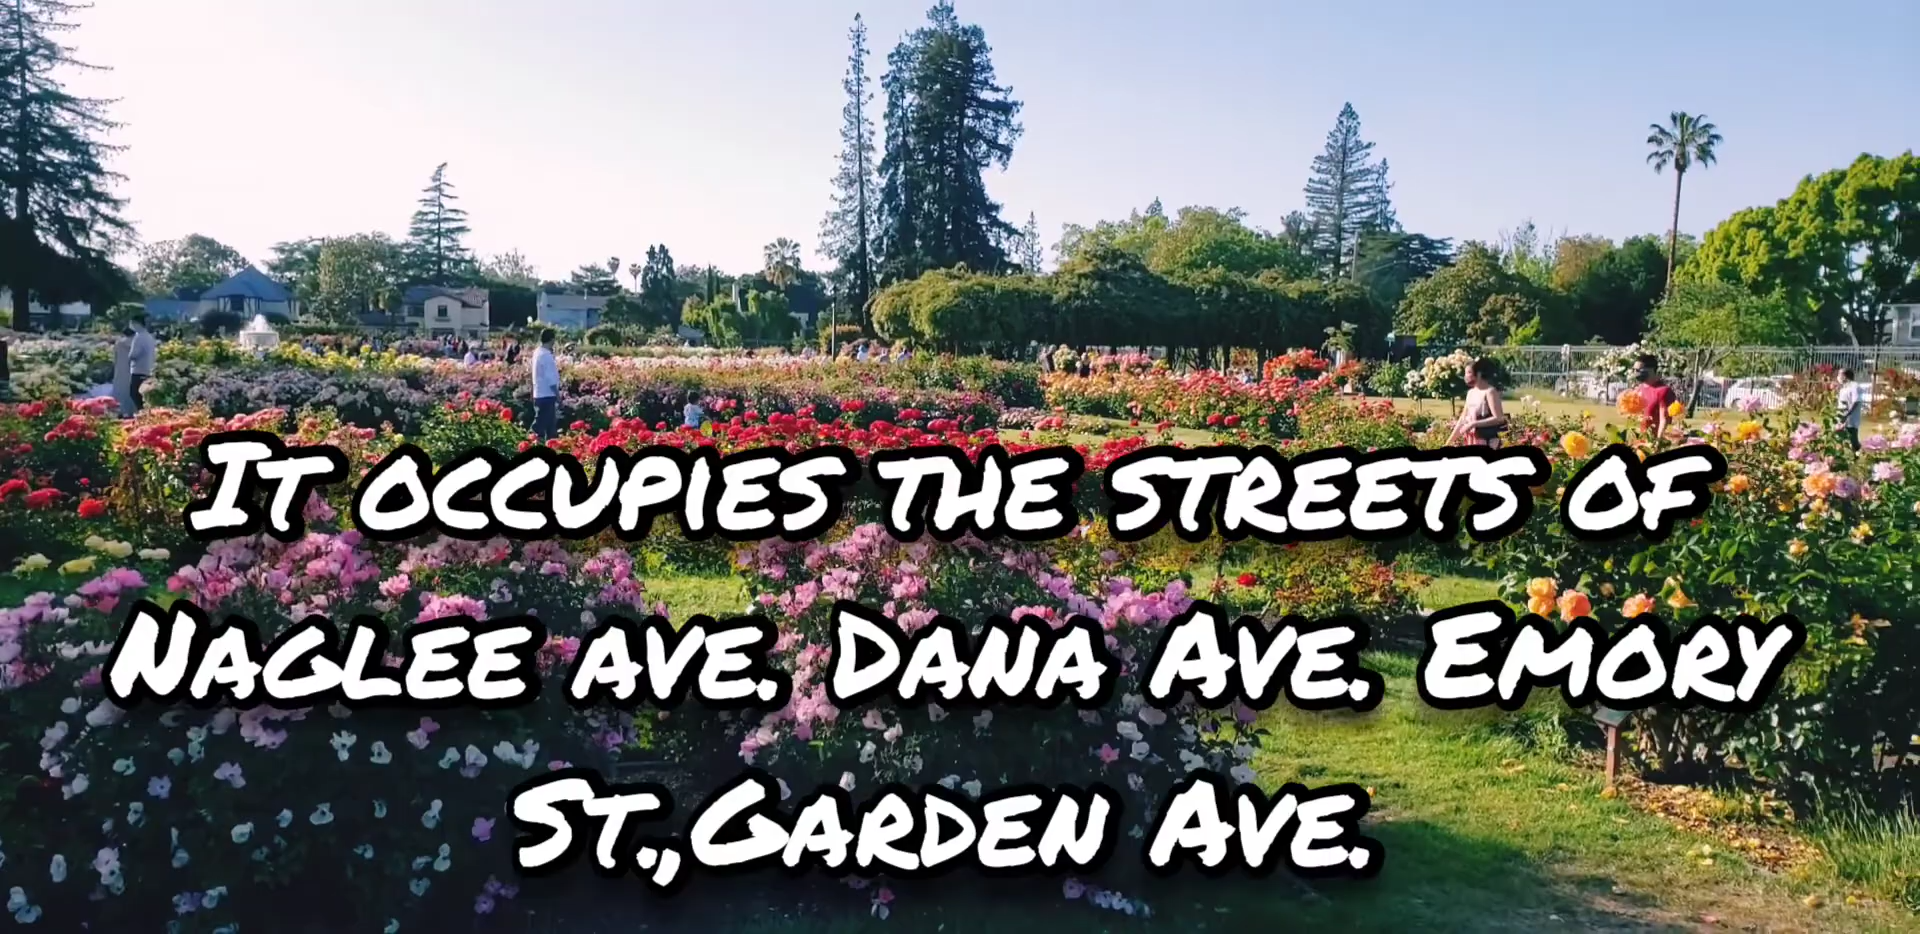 It occupies the streets of
Naglee ave. Dana Ave. Emory
St.,Garden Ave.